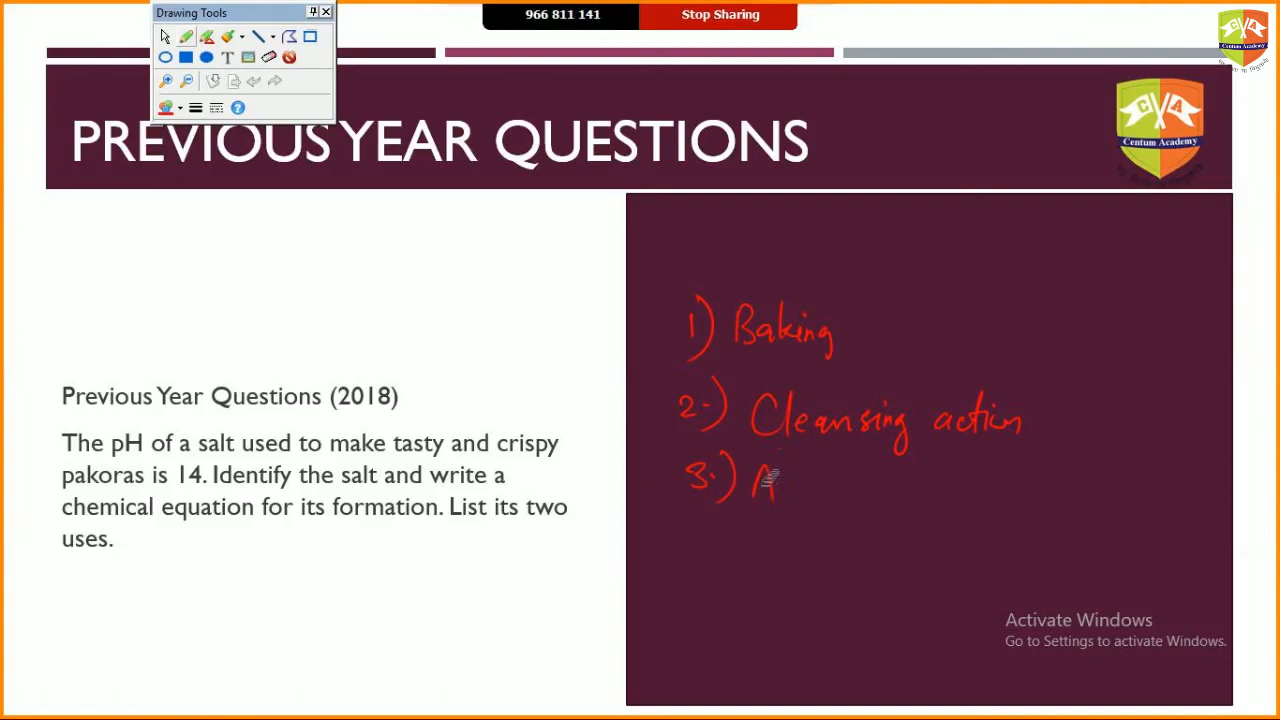 Drawing Tools
966 811 141
Stop Sharing
C A
Centum Academy
PREVIOUS YEAR QUESTIONS
C A
Centum Academy
Previous Year Questions (2018)
The pH of a salt used to make tasty and crispy
pakoras is 14. Identify the salt and write a
chemical equation for its formation. List its two
uses.
1) Baking
2.) Cleansing action
3.) A
Activate Windows
Go to Settings to activate Windows.